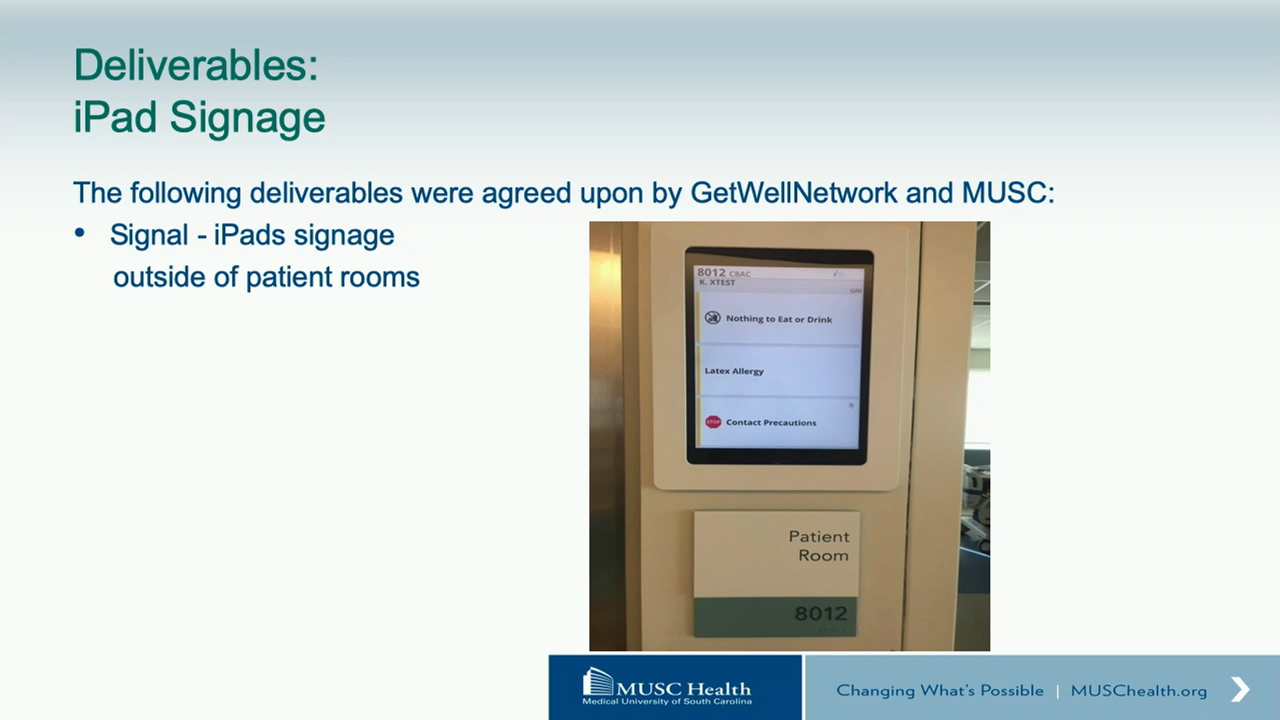 Deliverables:
iPad Signage
The following deliverables were agreed upon by GetWellNetwork and MUSC:
• Signal - iPads signage
outside of patient rooms
8012 C8AC
K. XTEST
Nothing to Eat or Drink
Latex Allergy
STOP Contact Precautions
Patient
Room
8012
MUSC Health
Medical University of South Carolina
Changing What's Possible | MUSChealth.org